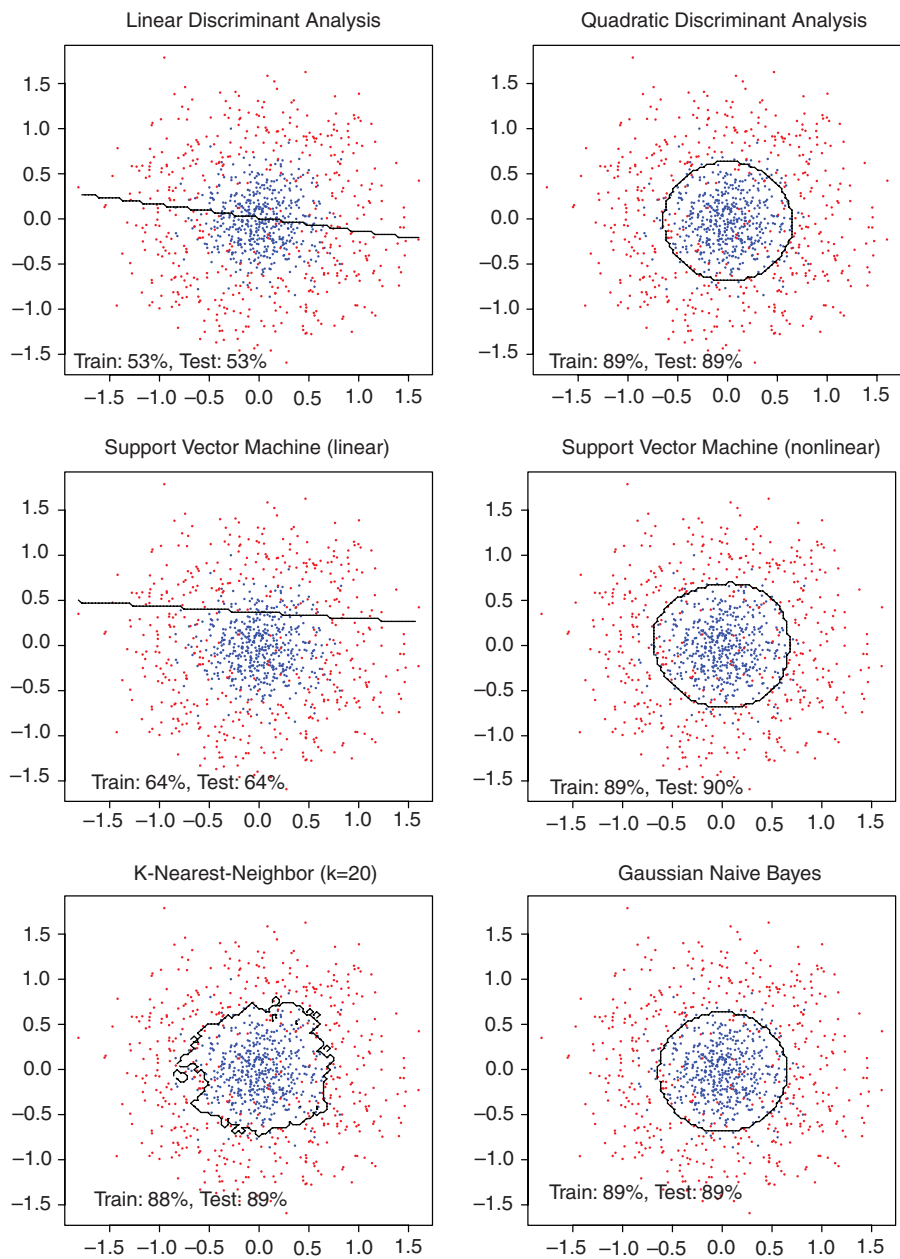 Linear Discriminant Analysis
1.5
1.0
0.5
0.0
−0.5
−1.0
−1.5
Train: 53%, Test: 53%
−1.5 −1.0 −0.5 0.0 0.5 1.0 1.5
Quadratic Discriminant Analysis
1.5
1.0
0.5
0.0
−0.5
−1.0
−1.5
Train: 89%, Test: 89%
−1.5 −1.0 −0.5 0.0 0.5 1.0 1.5
Support Vector Machine (linear)
1.5
1.0
0.5
0.0
−0.5
−1.0
−1.5
Train: 64%, Test: 64%
−1.5 −1.0 −0.5 0.0 0.5 1.0 1.5
Support Vector Machine (nonlinear)
1.5
1.0
0.5
0.0
−0.5
−1.0
−1.5
Train: 89%, Test: 90%
−1.5 −1.0 −0.5 0.0 0.5 1.0 1.5
K-Nearest-Neighbor (k=20)
1.5
1.0
0.5
0.0
−0.5
−1.0
−1.5
Train: 88%, Test: 89%
−1.5 −1.0 −0.5 0.0 0.5 1.0 1.5
Gaussian Naive Bayes
1.5
1.0
0.5
0.0
−0.5
−1.0
−1.5
Train: 89%, Test: 89%
−1.5 −1.0 −0.5 0.0 0.5 1.0 1.5